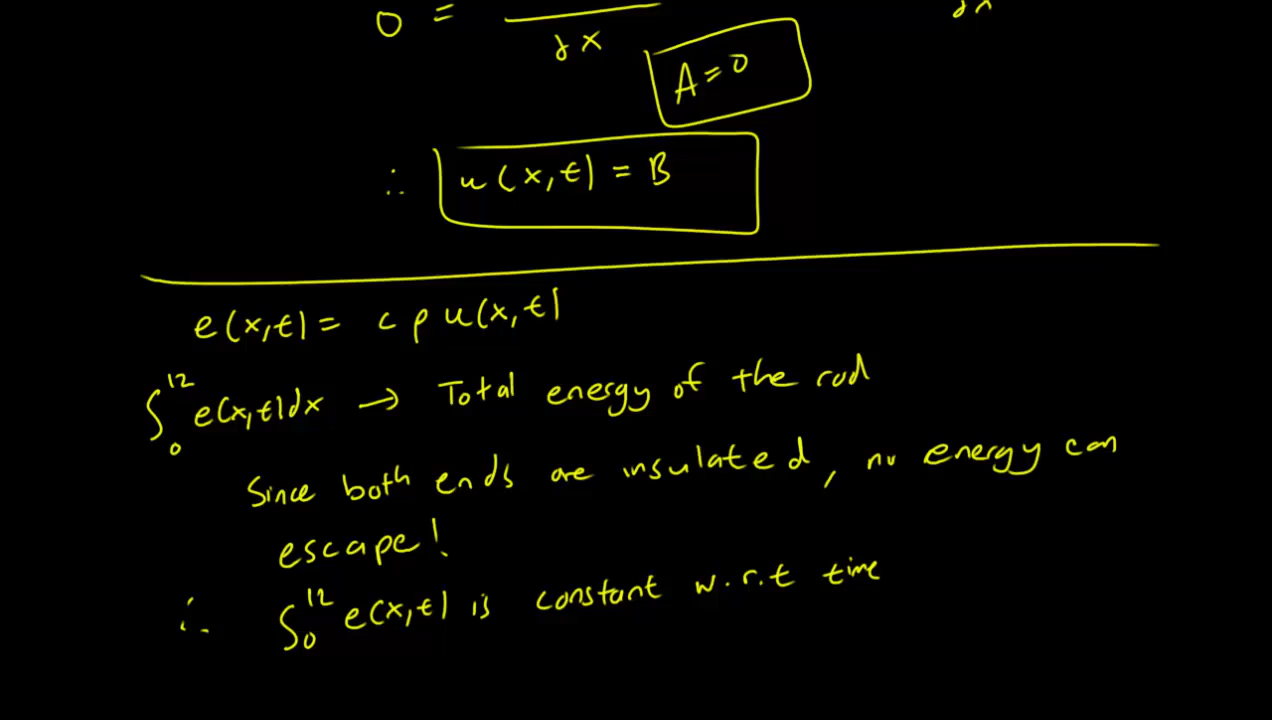 0 = ∂x ∂x
A = 0
∴ u(x,t) = B
e(x,t) = cρu(x,t)
∫₀¹² e(x,t)dx → Total energy of the rod
Since both ends are insulated, no energy can
escape!
∴ ∫₀¹² e(x,t) is constant w.r.t time